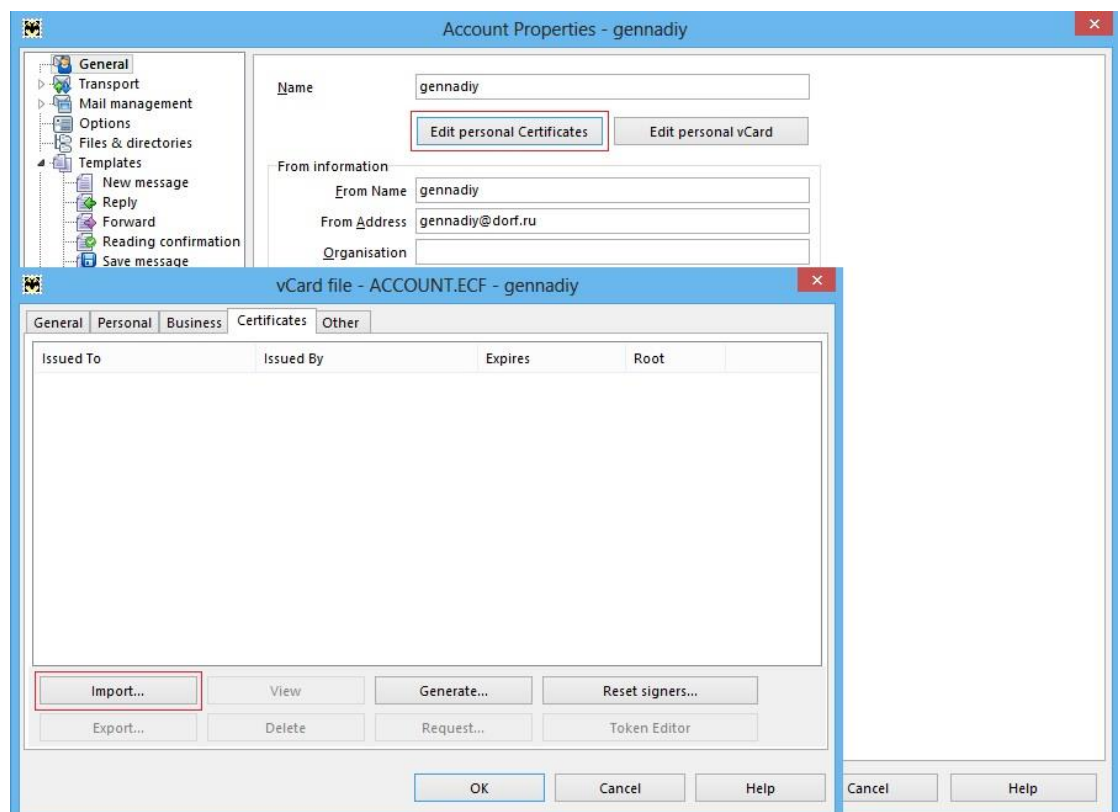 Account Properties - gennadiy
General
Transport
Mail management
Options
Files & directories
Templates
New message
Reply
Forward
Reading confirmation
Save message
Name
gennadiy
Edit personal Certificates
Edit personal vCard
From information
From Name
gennadiy
From Address
gennadiy@dorf.ru
Organisation
vCard file - ACCOUNT.ECF - gennadiy
General
Personal
Business
Certificates
Other
Issued To
Issued By
Expires
Root
Import...
View
Generate...
Reset signers...
Export...
Delete
Request...
Token Editor
OK
Cancel
Help
Cancel
Help